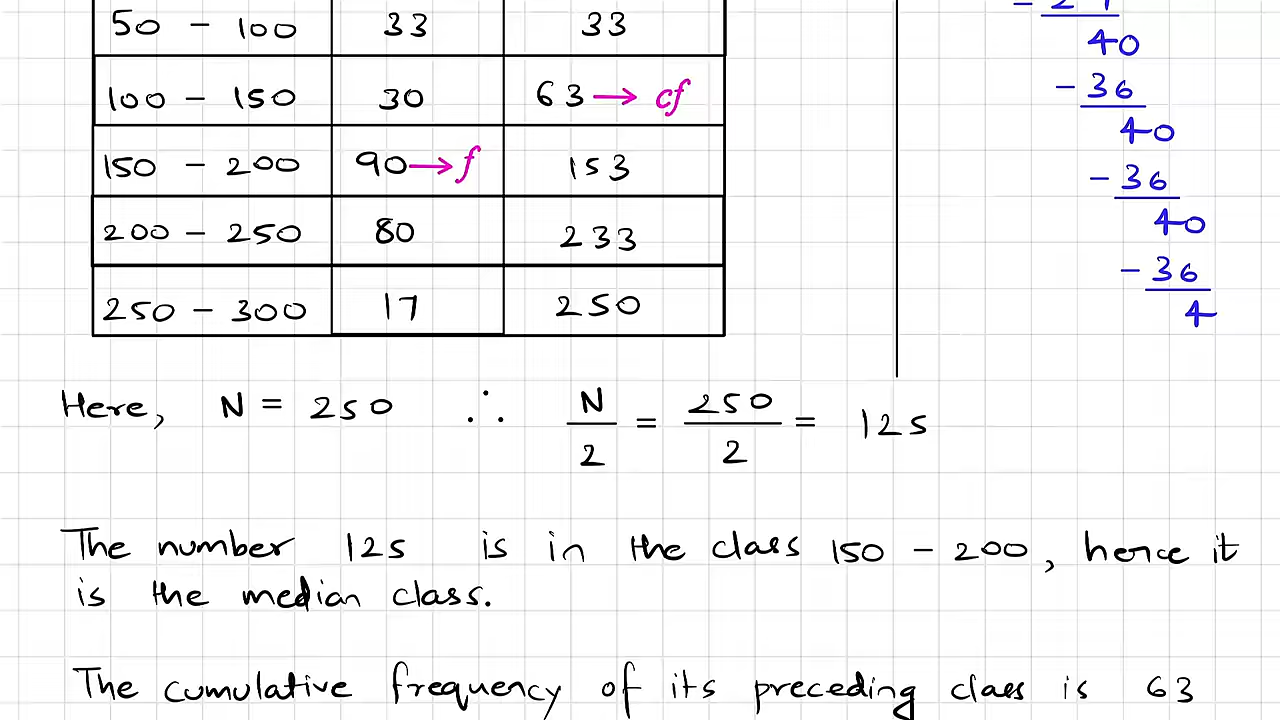 50 - 100 33 33
100 - 150 30 63 → cf
150 - 200 90 → f 153
200 - 250 80 233
250 - 300 17 250
Here, N = 250 ∴ N/2 = 250/2 = 125
The number 125 is in the class 150 - 200, hence it
is the median class.
The cumulative frequency of its preceding class is 63
40
- 36
40
- 36
40
- 36
4